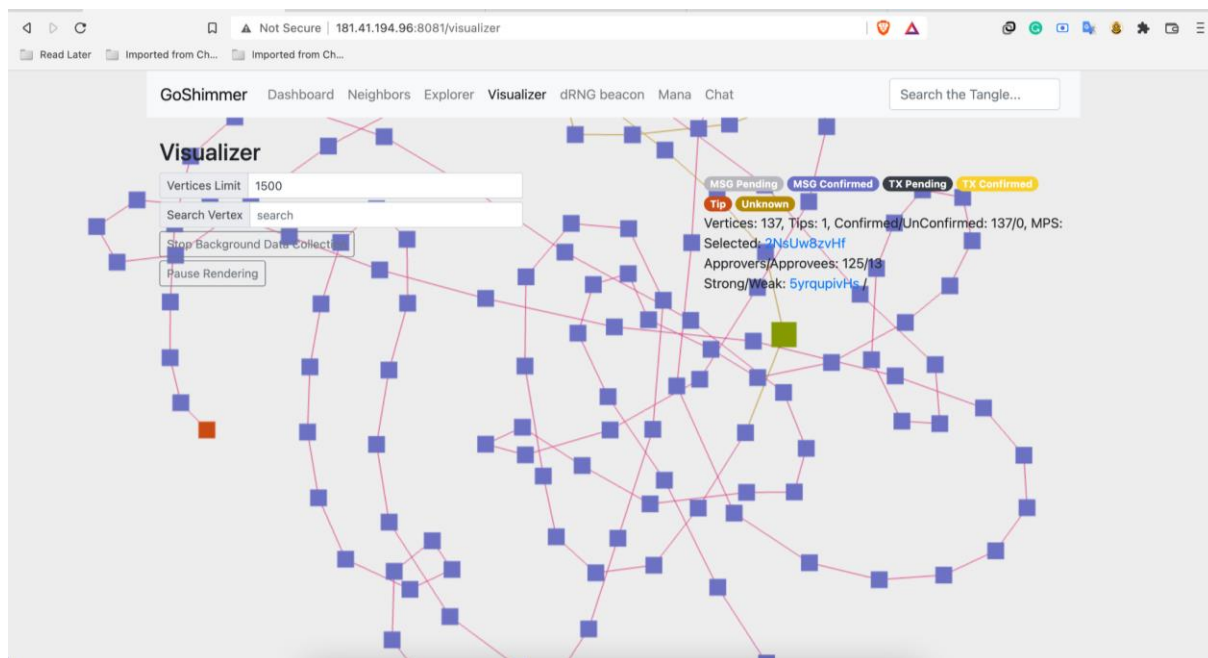 Not Secure | 181.41.194.96:8081/visualizer
Read Later Imported from Ch... Imported from Ch...
GoShimmer Dashboard Neighbors Explorer Visualizer dRNG beacon Mana Chat Search the Tangle...
Visualizer
Vertices Limit 1500
Search Vertex search
Stop Background Data Collection
Pause Rendering
MSG Pending MSG Confirmed TX Pending TX Confirmed
Tip Unknown
Vertices: 137, Tips: 1, Confirmed/UnConfirmed: 137/0, MPS:
Selected: 2NsUw8zvHf
Approvers/Approvees: 125/13
Strong/Weak: 5yrqupivHs /